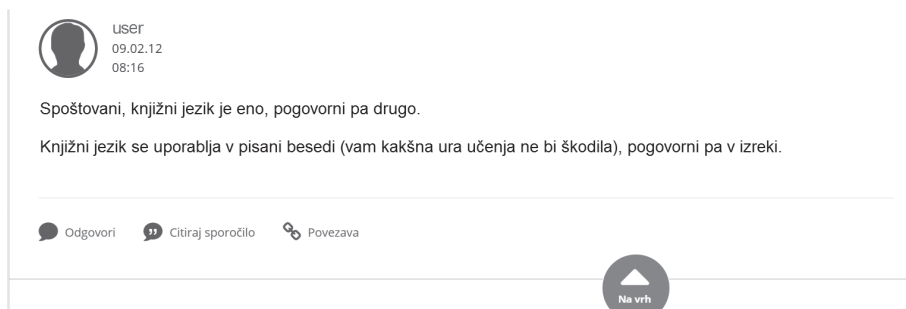 user
09.02.12
08:16
Spoštovani, knjižni jezik je eno, pogovorni pa drugo.
Knjižni jezik se uporablja v pisani besedi (vam kakšna ura učenja ne bi škodila), pogovorni pa v izreki.
Odgovori Citiraj sporočilo Povezava
Na vrh